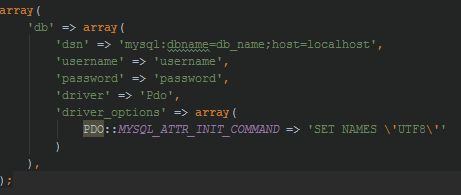 array(
'db' => array(
'dsn' => 'mysql:dbname=db_name;host=localhost',
'username' => 'username',
'password' => 'password',
'driver' => 'Pdo',
'driver_options' => array(
PDO::MYSQL_ATTR_INIT_COMMAND => 'SET NAMES \'UTF8\''
)
),
);